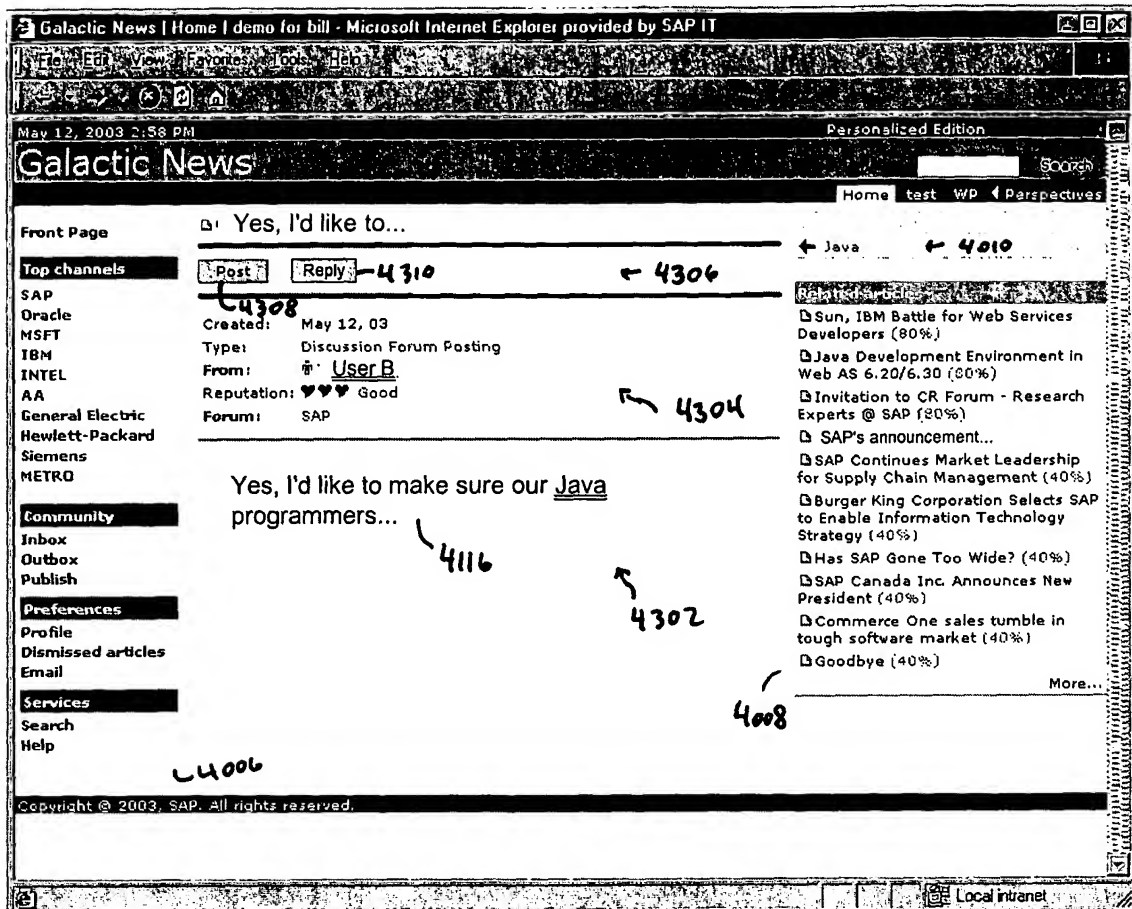 Galactic News | Home | demo for bill - Microsoft Internet Explorer provided by SAP IT
File Edit View Favorites Tools Help
May 12, 2003 2:58 PM
Personalized Edition
Galactic News
Search
Home test WP Perspectives
Front Page
Top channels
SAP
Oracle
MSFT
IBM
INTEL
AA
General Electric
Hewlett-Packard
Siemens
METRO
Community
Inbox
Outbox
Publish
Preferences
Profile
Dismissed articles
Email
Services
Search
Help
4006
Yes, I'd like to...
Post Reply 4310 ← 4306
4308
Created: May 12, 03
Type: Discussion Forum Posting
From: User B
Reputation: ♥♥♥ Good
Forum: SAP
4304
Yes, I'd like to make sure our Java
programmers...
4116
4302
← Java ← 4010
Related articles
Sun, IBM Battle for Web Services
Developers (80%)
Java Development Environment in
Web AS 6.20/6.30 (80%)
Invitation to CR Forum - Research
Experts @ SAP (80%)
SAP's announcement...
SAP Continues Market Leadership
for Supply Chain Management (40%)
Burger King Corporation Selects SAP
to Enable Information Technology
Strategy (40%)
Has SAP Gone Too Wide? (40%)
SAP Canada Inc. Announces New
President (40%)
Commerce One sales tumble in
tough software market (40%)
Goodbye (40%)
More...
4008
Copyright @ 2003, SAP. All rights reserved.
Local intranet